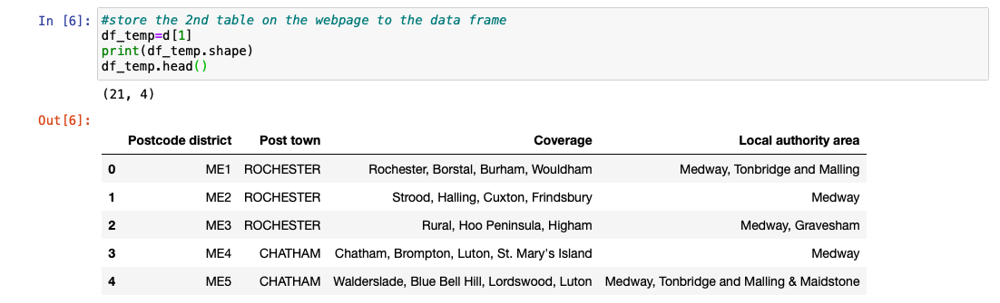 In [6]: #store the 2nd table on the webpage to the data frame
df_temp=d[1]
print(df_temp.shape)
df_temp.head()
(21, 4)
Out[6]:
Postcode district Post town Coverage Local authority area
0 ME1 ROCHESTER Rochester, Borstal, Burham, Wouldham Medway, Tonbridge and Malling
1 ME2 ROCHESTER Strood, Halling, Cuxton, Frindsbury Medway
2 ME3 ROCHESTER Rural, Hoo Peninsula, Higham Medway, Gravesham
3 ME4 CHATHAM Chatham, Brompton, Luton, St. Mary's Island Medway
4 ME5 CHATHAM Walderslade, Blue Bell Hill, Lordswood, Luton Medway, Tonbridge and Malling & Maidstone